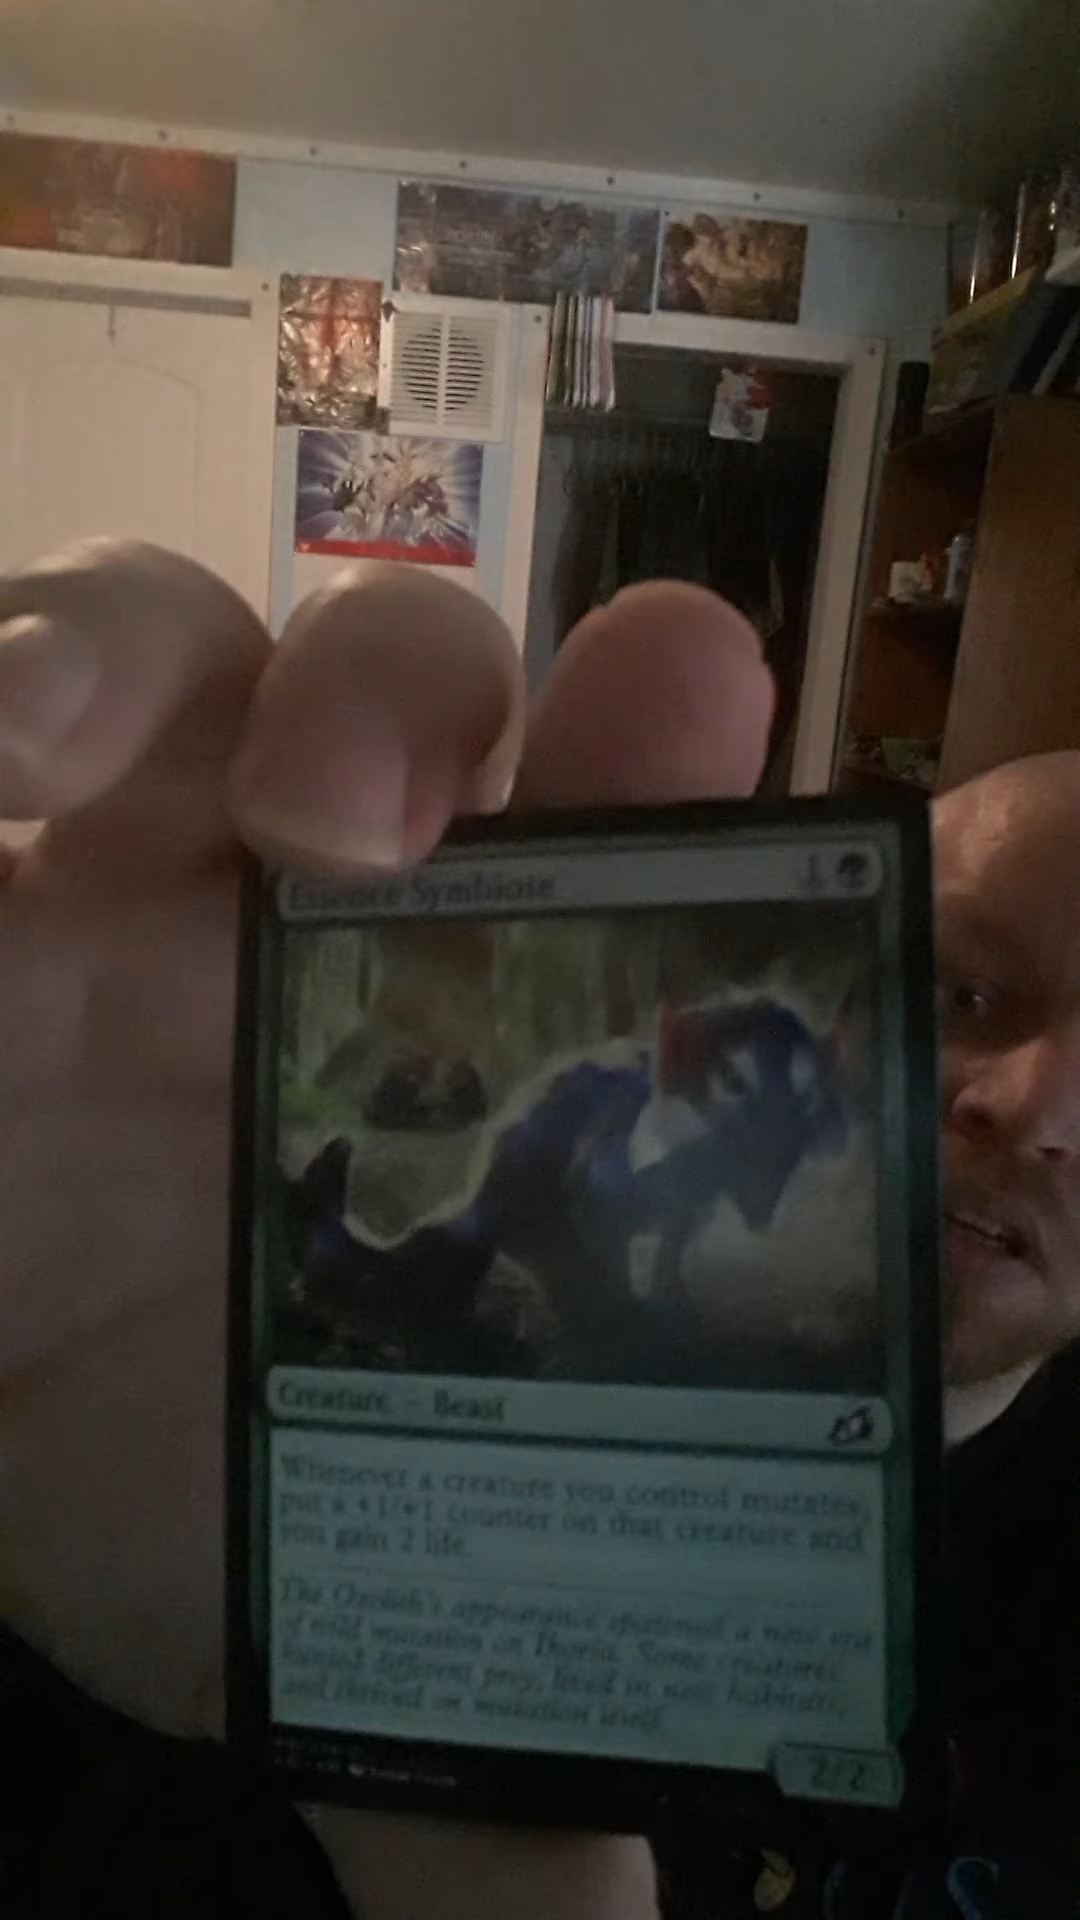 Essence Symbiote 1
Creature - Beast
Whenever a creature you control mutates,
put a +1/+1 counter on that creature and
you gain 2 life.
The Ozolith's appearance spawned a new era
of wild mutation on Ikoria. Some creatures
hunted different prey, lived in new habitats,
and thrived on mutation itself.
2/2